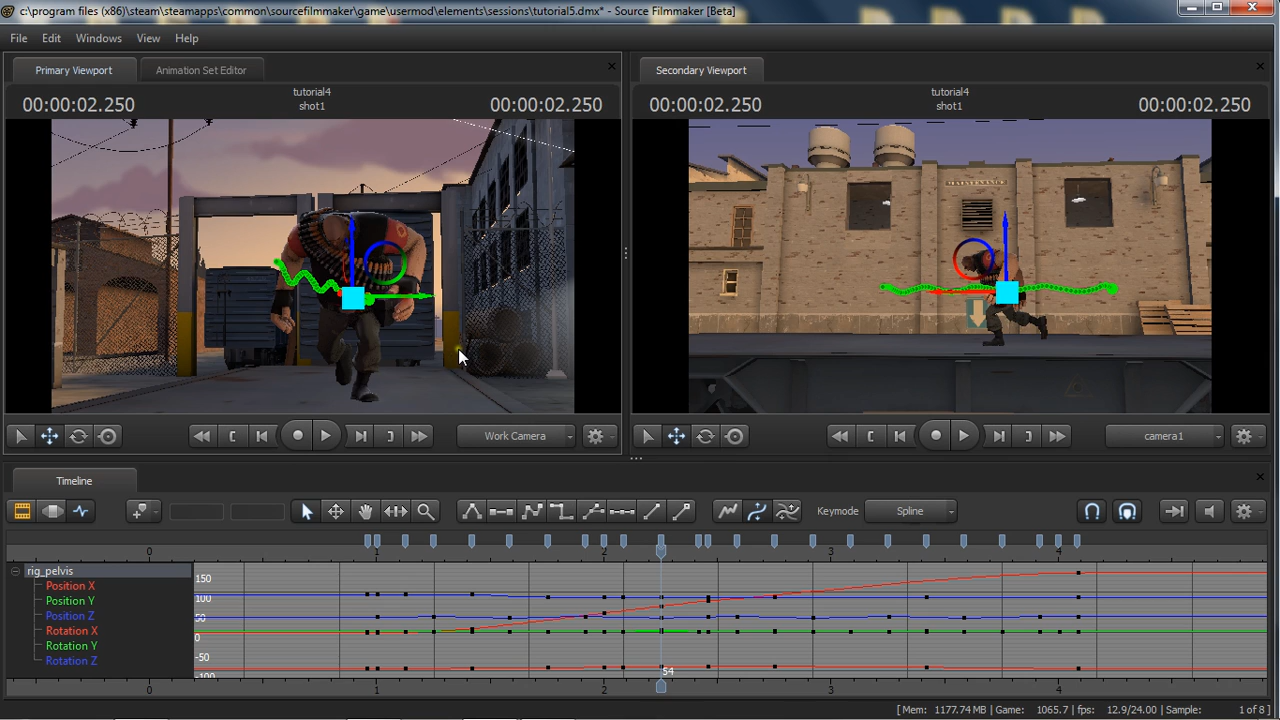 c:\program files (x86)\steam\steamapps\common\sourcefilmmaker\game\usermod\elements\sessions\tutorial5.dmx* - Source Filmmaker [Beta]
File Edit Windows View Help
Primary Viewport Animation Set Editor
Secondary Viewport
00:00:02.250 tutorial4 00:00:02.250
shot1
00:00:02.250 tutorial4 00:00:02.250
shot1
Work Camera
camera1
Timeline
Keymode Spline
0 1 2 3 4
rig_pelvis
Position X
Position Y
Position Z
Rotation X
Rotation Y
Rotation Z
150
100
50
0
-50
-100
54
0 1 2 3 4
[ Mem: 1177.74 MB | Game: 1065.7 | fps: 12.9/24.00 | Sample: 1 of 8 ]